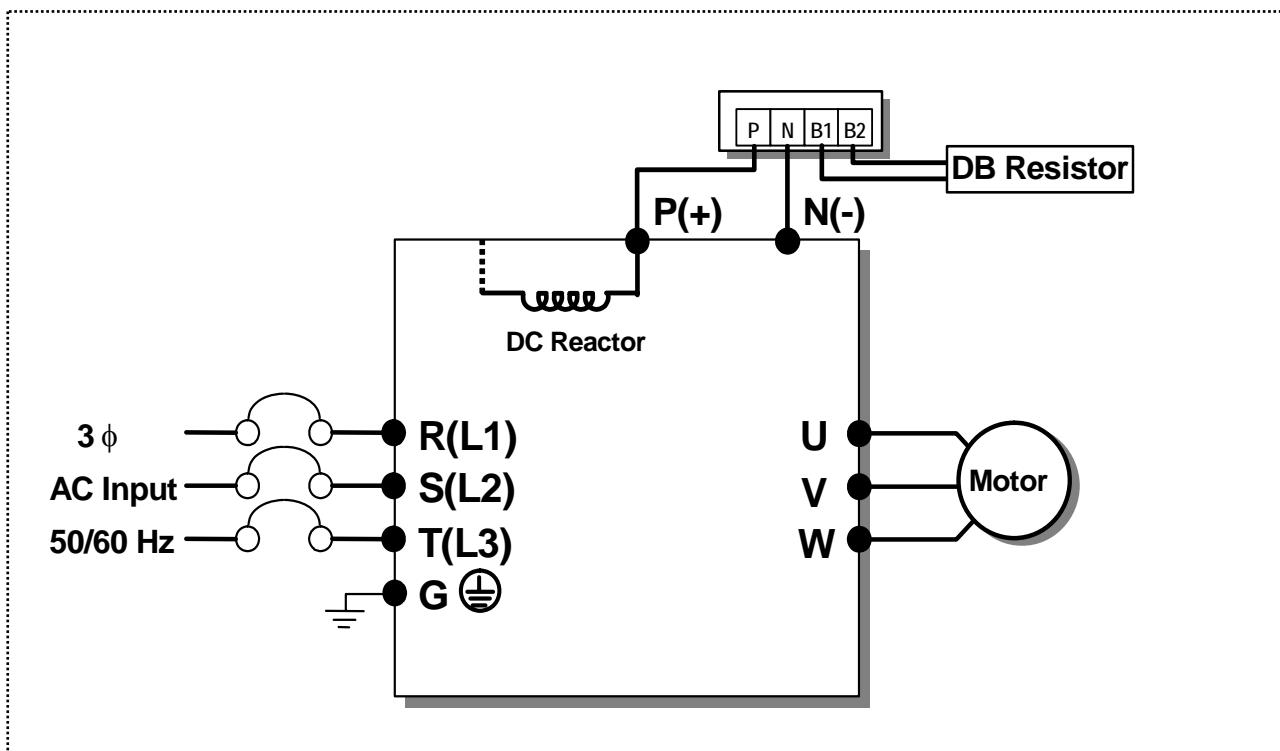 P N B1 B2
DB Resistor
P(+) N(-)
DC Reactor
3 ϕ
R(L1)
U
AC Input
S(L2)
V
Motor
50/60 Hz
T(L3)
W
G